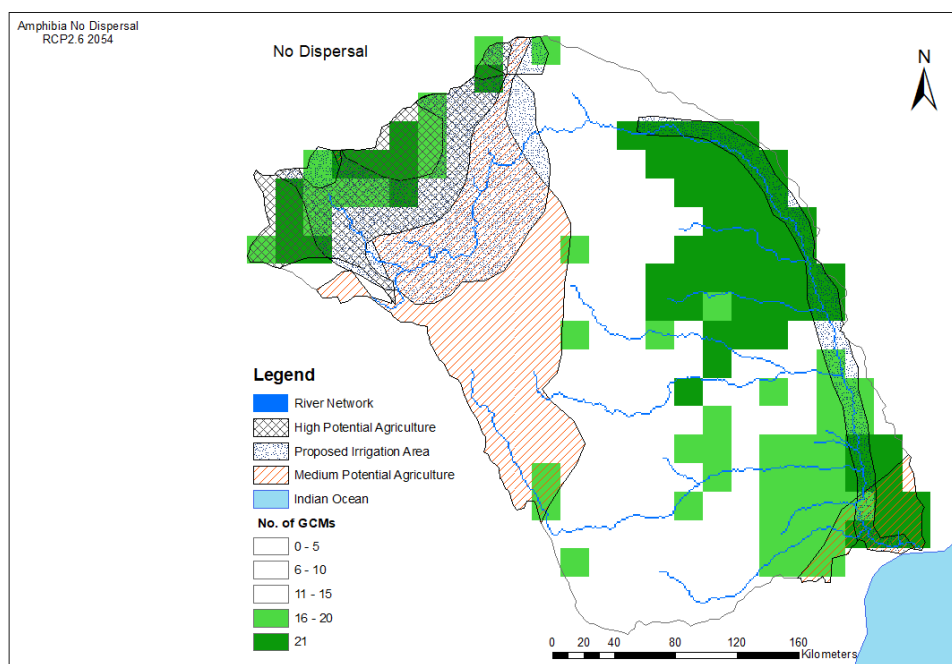 Amphibia No Dispersal
RCP2.6 2054
No Dispersal
N
Legend
River Network
High Potential Agriculture
Proposed Irrigation Area
Medium Potential Agriculture
Indian Ocean
No. of GCMs
0 - 5
6 - 10
11 - 15
16 - 20
21
0 20 40 80 120 160
Kilometers